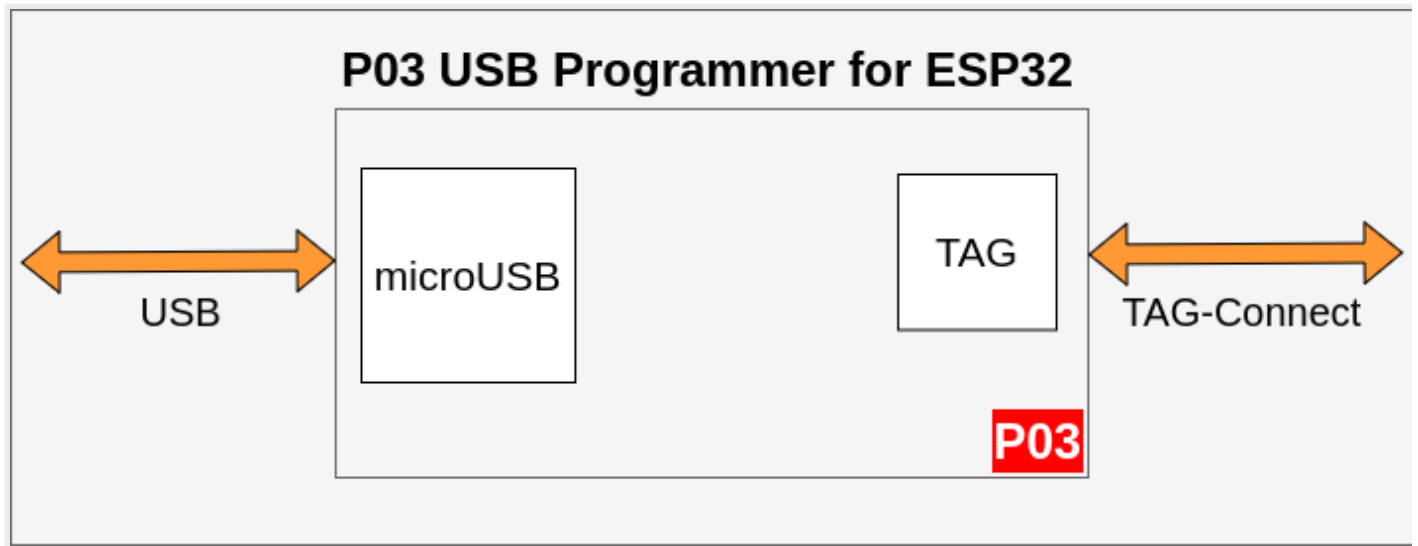 P03 USB Programmer for ESP32
microUSB
TAG
USB
TAG-Connect
P03